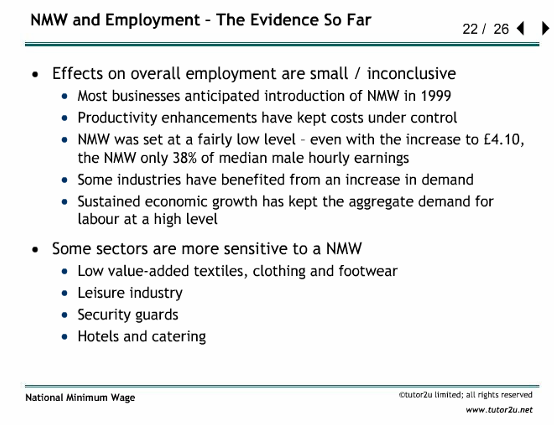 NMW and Employment – The Evidence So Far
22 / 26
• Effects on overall employment are small / inconclusive
• Most businesses anticipated introduction of NMW in 1999
• Productivity enhancements have kept costs under control
• NMW was set at a fairly low level – even with the increase to £4.10,
the NMW only 38% of median male hourly earnings
• Some industries have benefited from an increase in demand
• Sustained economic growth has kept the aggregate demand for
labour at a high level
• Some sectors are more sensitive to a NMW
• Low value-added textiles, clothing and footwear
• Leisure industry
• Security guards
• Hotels and catering
National Minimum Wage
©tutor2u limited; all rights reserved
www.tutor2u.net